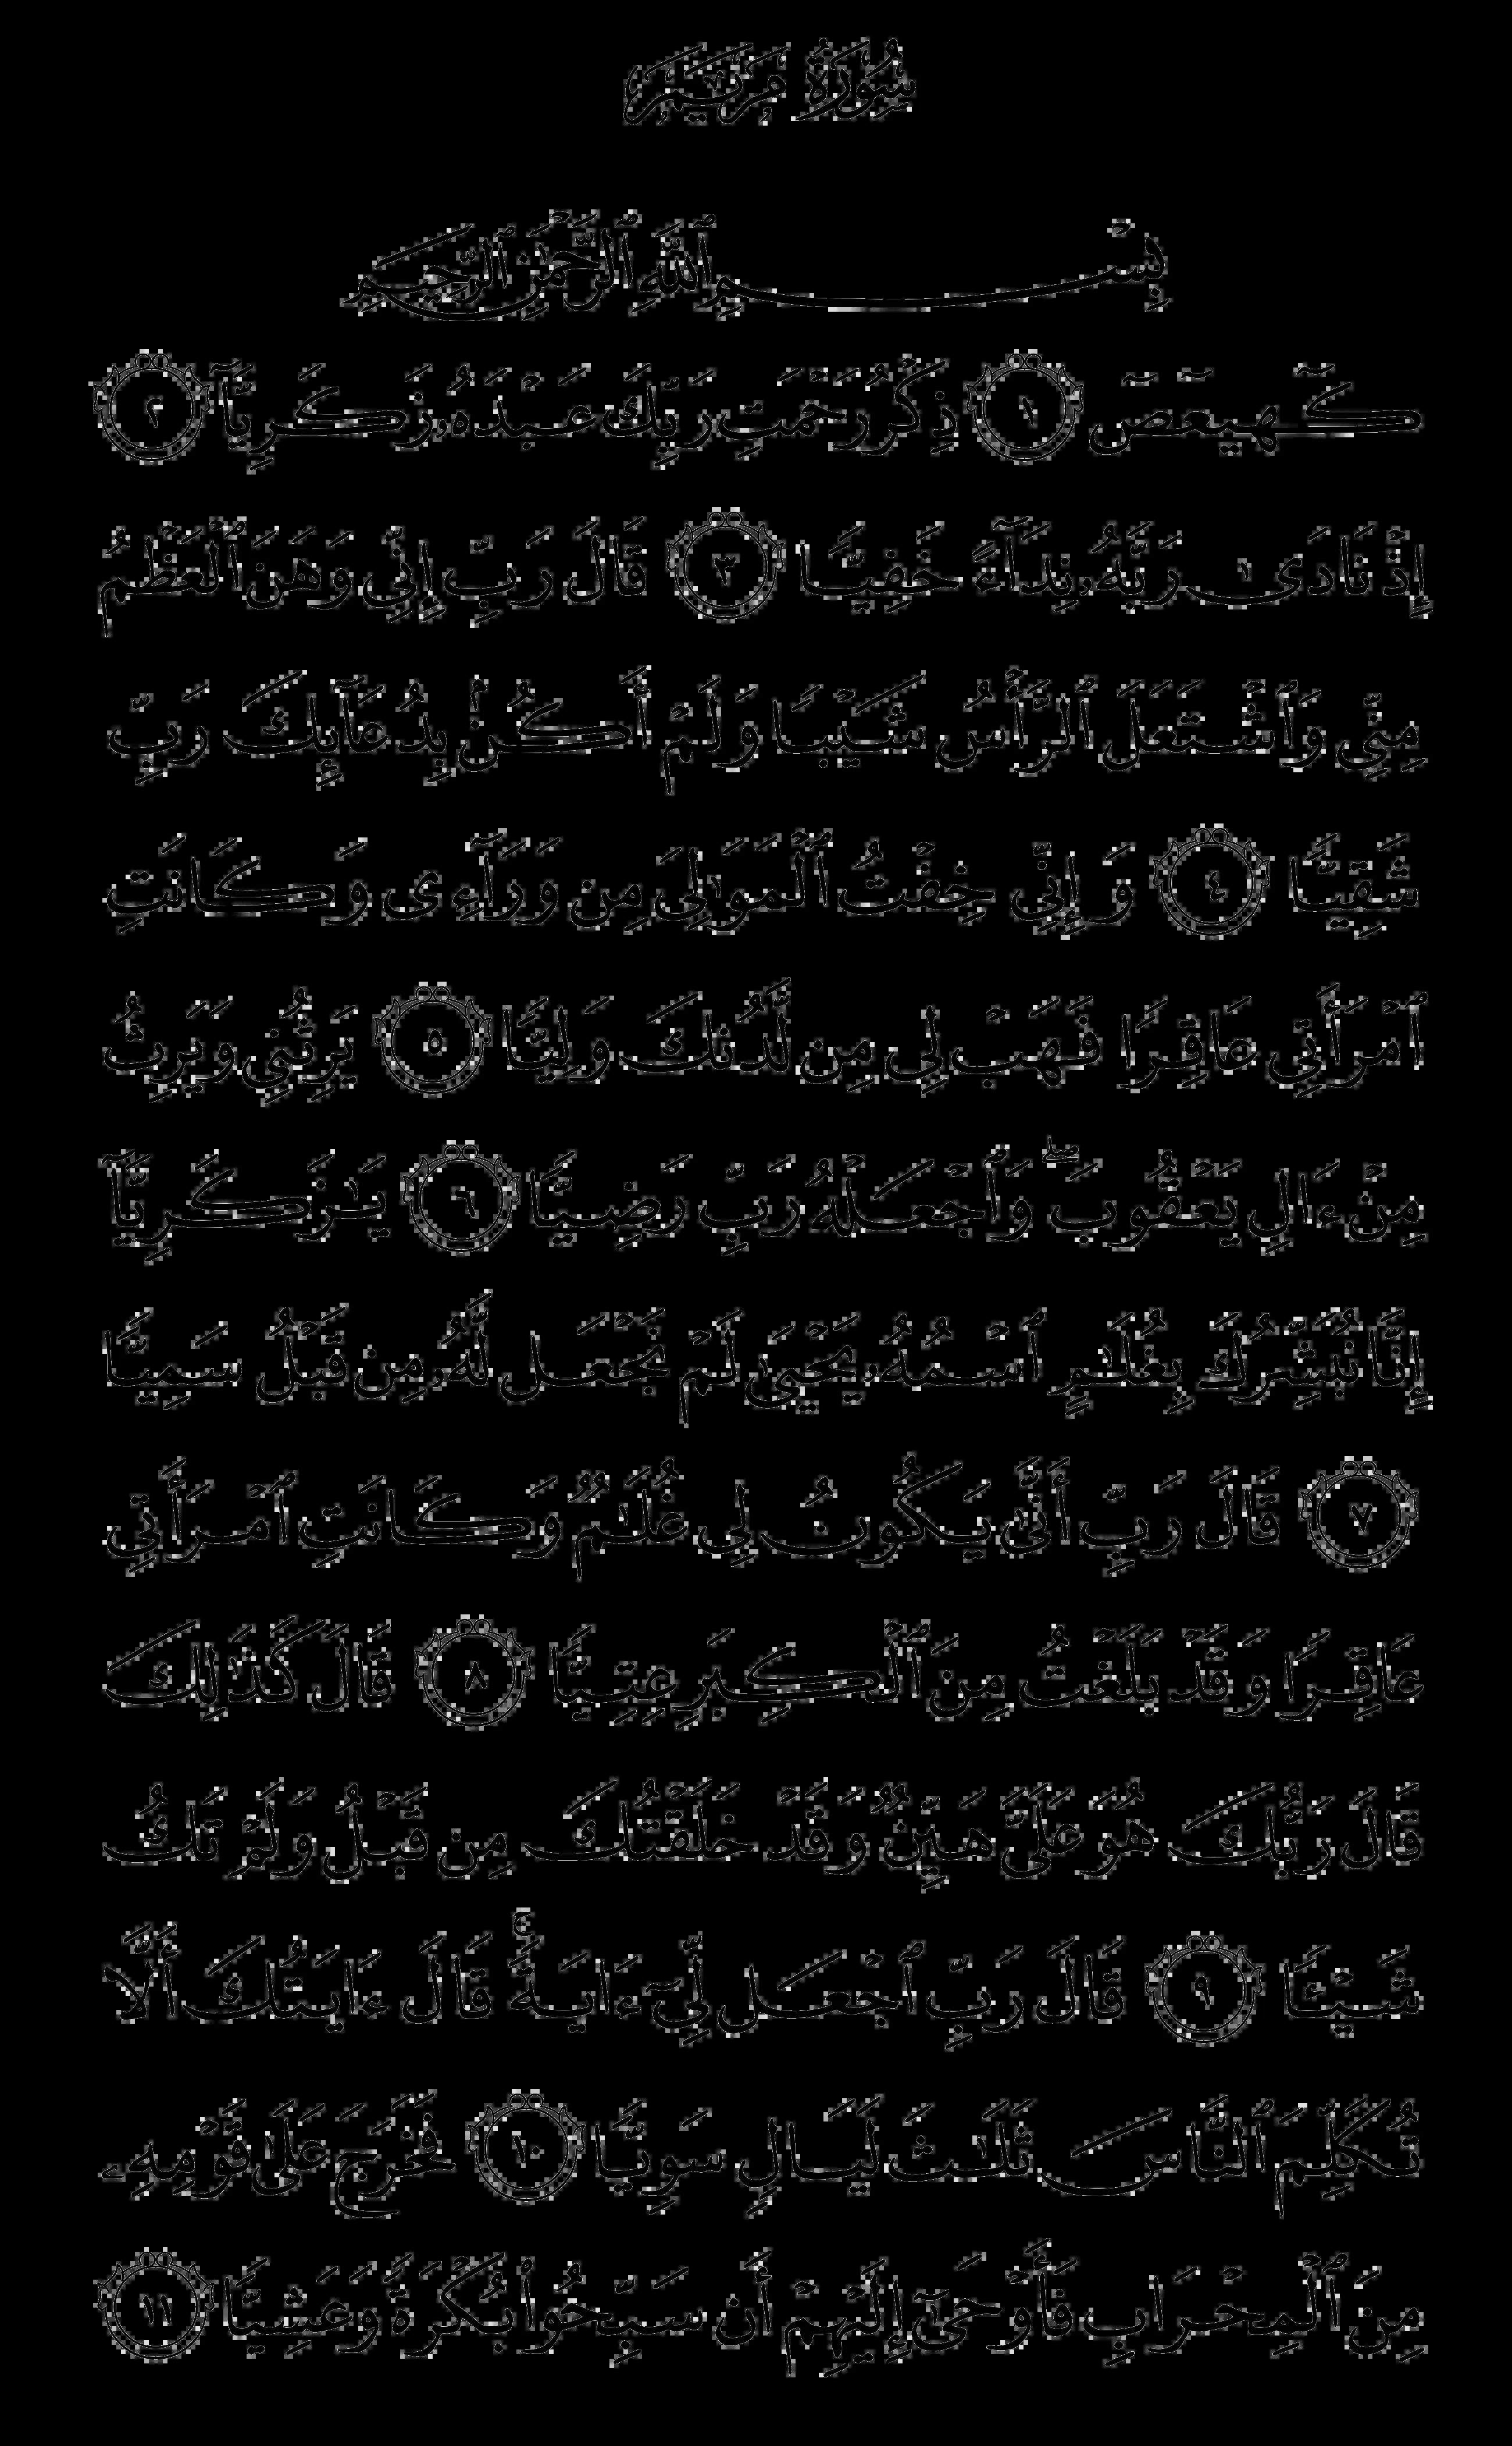 سُورَةُ مَرْيَمَ
بِسْمِ ٱللَّهِ ٱلرَّحْمَٰنِ ٱلرَّحِيمِ
كٓهيعٓصٓ ١ ذِكْرُ رَحْمَتِ رَبِّكَ عَبْدَهُۥ زَكَرِيَّآ ٢
إِذْ نَادَىٰ رَبَّهُۥ نِدَآءً خَفِيًّا ٣ قَالَ رَبِّ إِنِّى وَهَنَ ٱلْعَظْمُ
مِنِّى وَٱشْتَعَلَ ٱلرَّأْسُ شَيْبًا وَلَمْ أَكُنۢ بِدُعَآئِكَ رَبِّ
شَقِيًّا ٤ وَإِنِّى خِفْتُ ٱلْمَوَٰلِىَ مِن وَرَآءِى وَكَانَتِ
ٱمْرَأَتِى عَاقِرًا فَهَبْ لِى مِن لَّدُنكَ وَلِيًّا ٥ يَرِثُنِى وَيَرِثُ
مِنْ ءَالِ يَعْقُوبَ ۖ وَٱجْعَلْهُ رَبِّ رَضِيًّا ٦ يَٰزَكَرِيَّآ
إِنَّا نُبَشِّرُكَ بِغُلَٰمٍ ٱسْمُهُۥ يَحْيَىٰ لَمْ نَجْعَل لَّهُۥ مِن قَبْلُ سَمِيًّا
٧ قَالَ رَبِّ أَنَّىٰ يَكُونُ لِى غُلَٰمٌ وَكَانَتِ ٱمْرَأَتِى
عَاقِرًا وَقَدْ بَلَغْتُ مِنَ ٱلْكِبَرِ عِتِيًّا ٨ قَالَ كَذَٰلِكَ
قَالَ رَبُّكَ هُوَ عَلَىَّ هَيِّنٌ وَقَدْ خَلَقْتُكَ مِن قَبْلُ وَلَمْ تَكُ
شَيْـًٔا ٩ قَالَ رَبِّ ٱجْعَل لِّىٓ ءَايَةً ۚ قَالَ ءَايَتُكَ أَلَّا
تُكَلِّمَ ٱلنَّاسَ ثَلَٰثَ لَيَالٍ سَوِيًّا ١٠ فَخَرَجَ عَلَىٰ قَوْمِهِۦ
مِنَ ٱلْمِحْرَابِ فَأَوْحَىٰٓ إِلَيْهِمْ أَن سَبِّحُوا۟ بُكْرَةً وَعَشِيًّا ١١